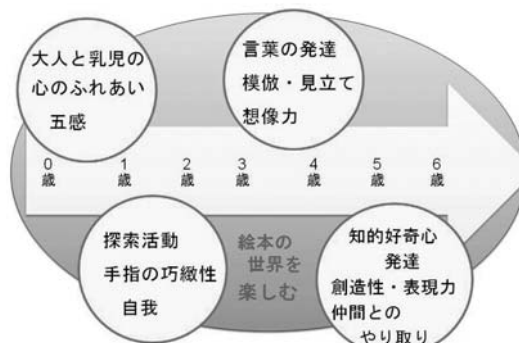 大人と乳児の
心のふれあい
五感
言葉の発達
模倣・見立て
想像力
0歳
1歳
2歳
3歳
4歳
5歳
6歳
探索活動
手指の巧緻性
自我
絵本の
世界を
楽しむ
知的好奇心
発達
創造性・表現力
仲間との
やり取り